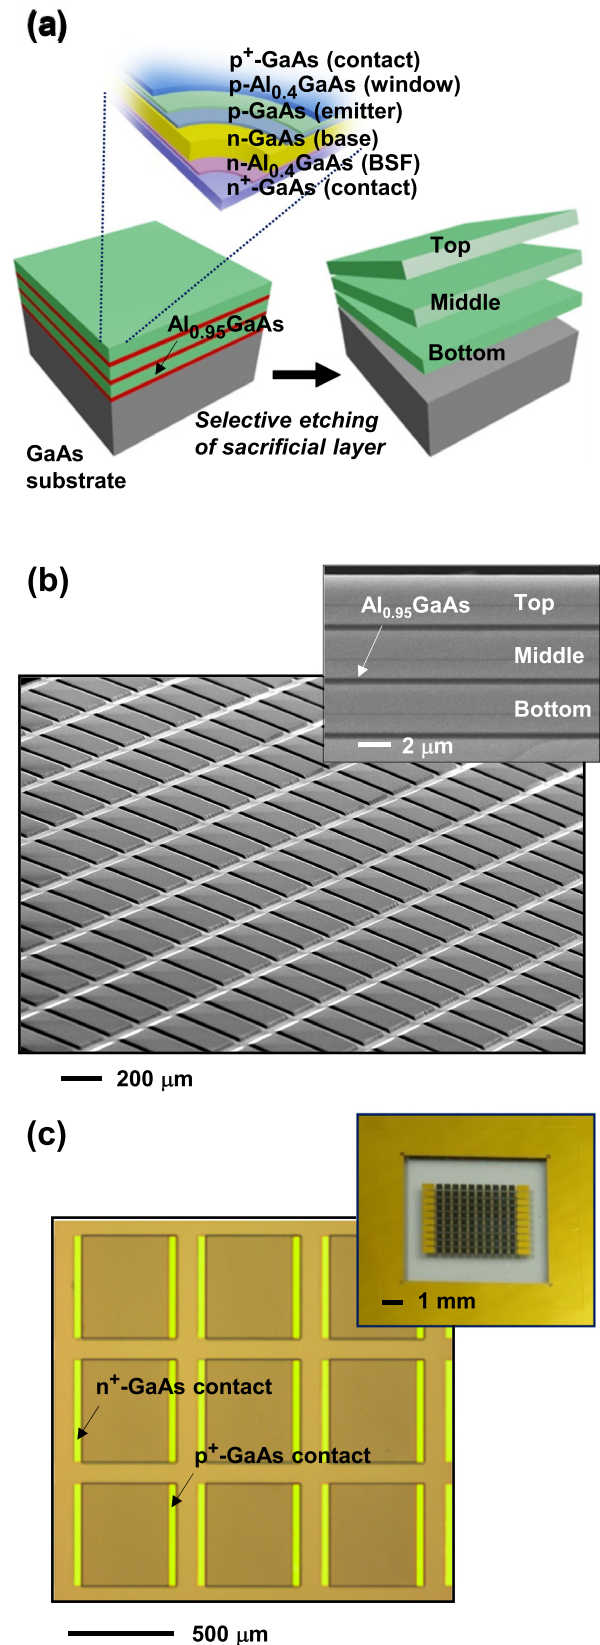 (a)
p⁺-GaAs (contact)
p-Al₀.₄GaAs (window)
p-GaAs (emitter)
n-GaAs (base)
n-Al₀.₄GaAs (BSF)
n⁺-GaAs (contact)
Top
Middle
Al₀.₉₅GaAs
Bottom
Selective etching
of sacrificial layer
GaAs
substrate
(b)
Al₀.₉₅GaAs
Top
Middle
Bottom
2 μm
200 μm
(c)
1 mm
n⁺-GaAs contact
p⁺-GaAs contact
500 μm